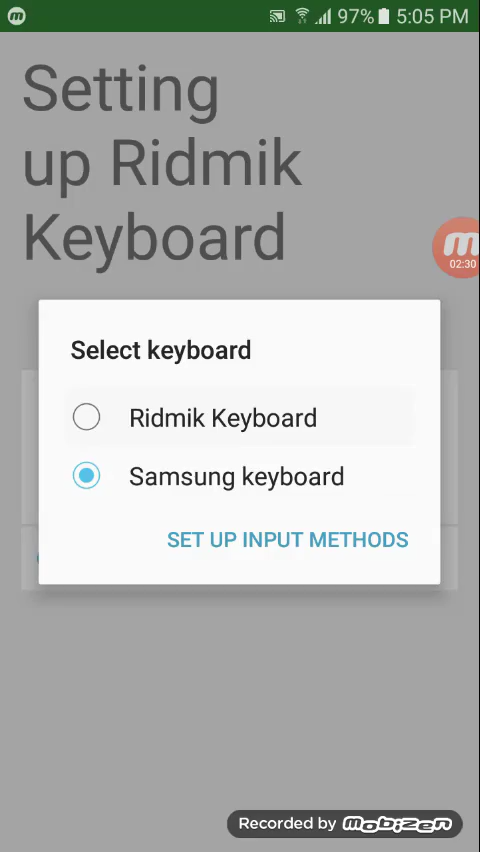 97% 5:05 PM
Setting
up Ridmik
Keyboard
02:30
Select keyboard
Ridmik Keyboard
Samsung keyboard
SET UP INPUT METHODS
Recorded by Mobizen